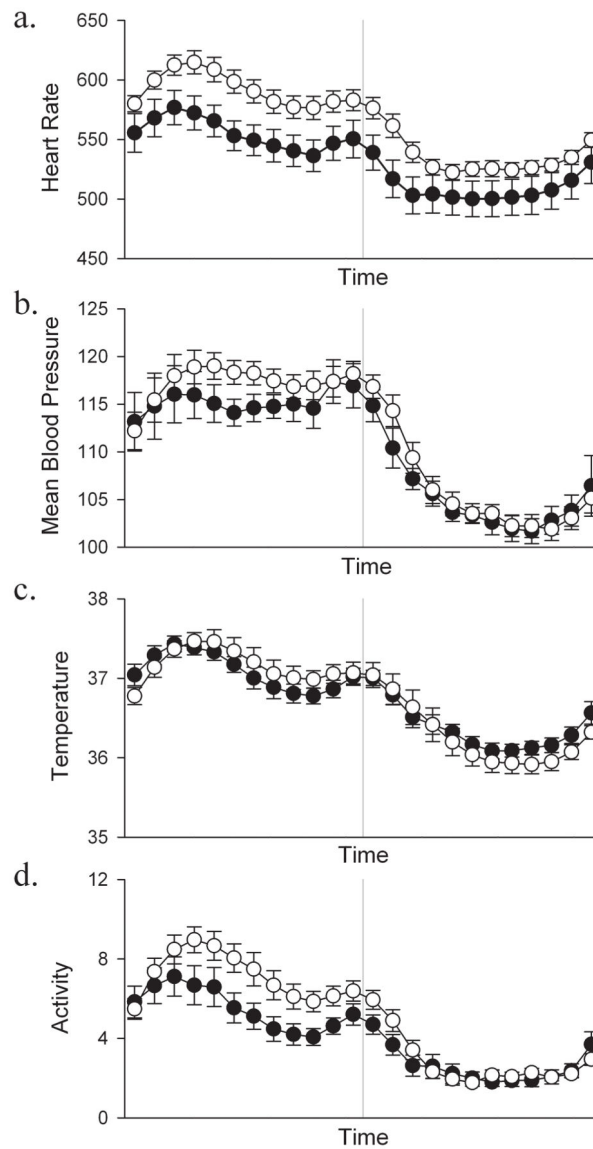 a.
650
600
550
500
450
Heart Rate
Time
b.
125
120
115
110
105
100
Mean Blood Pressure
Time
c.
38
37
36
35
Temperature
Time
d.
12
8
4
0
Activity
Time